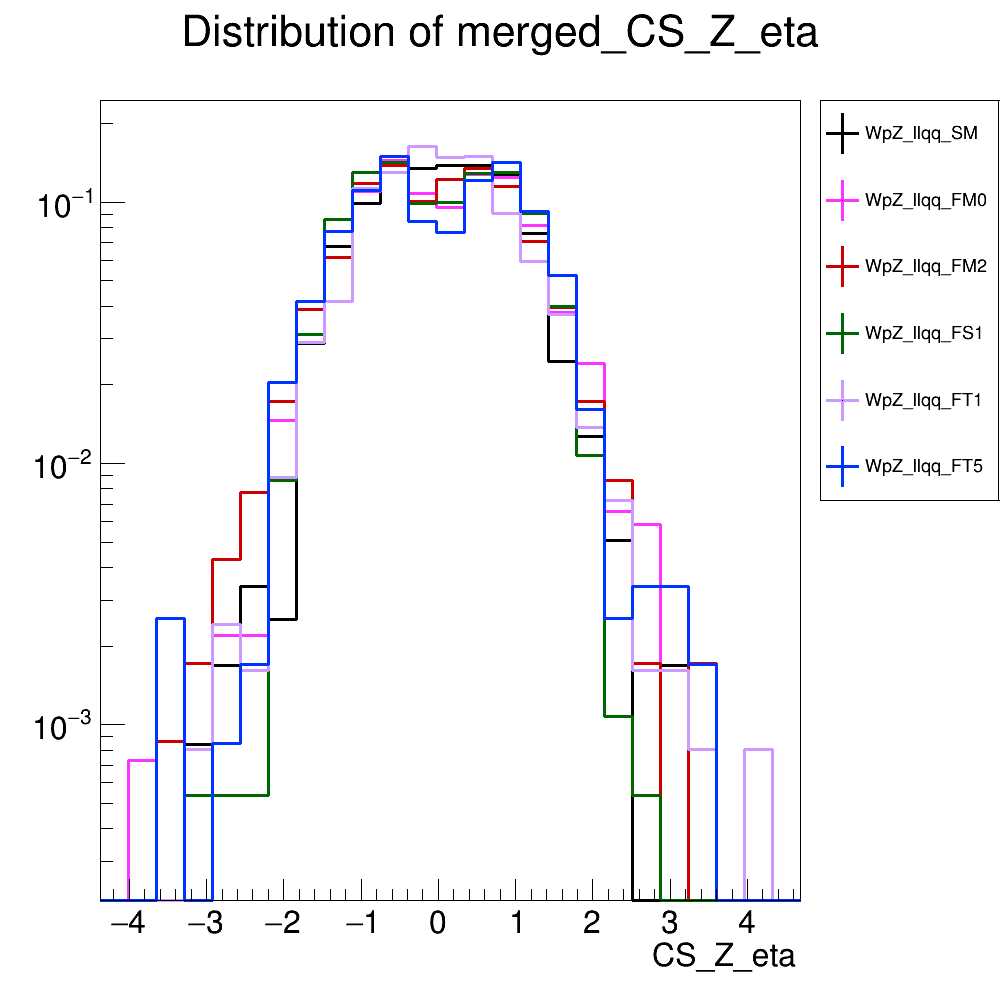 Distribution of merged_CS_Z_eta
WpZ_llqq_SM
WpZ_llqq_FM0
WpZ_llqq_FM2
WpZ_llqq_FS1
WpZ_llqq_FT1
WpZ_llqq_FT5
10−1
10−2
10−3
−4 −3 −2 −1 0 1 2 3 4
CS_Z_eta